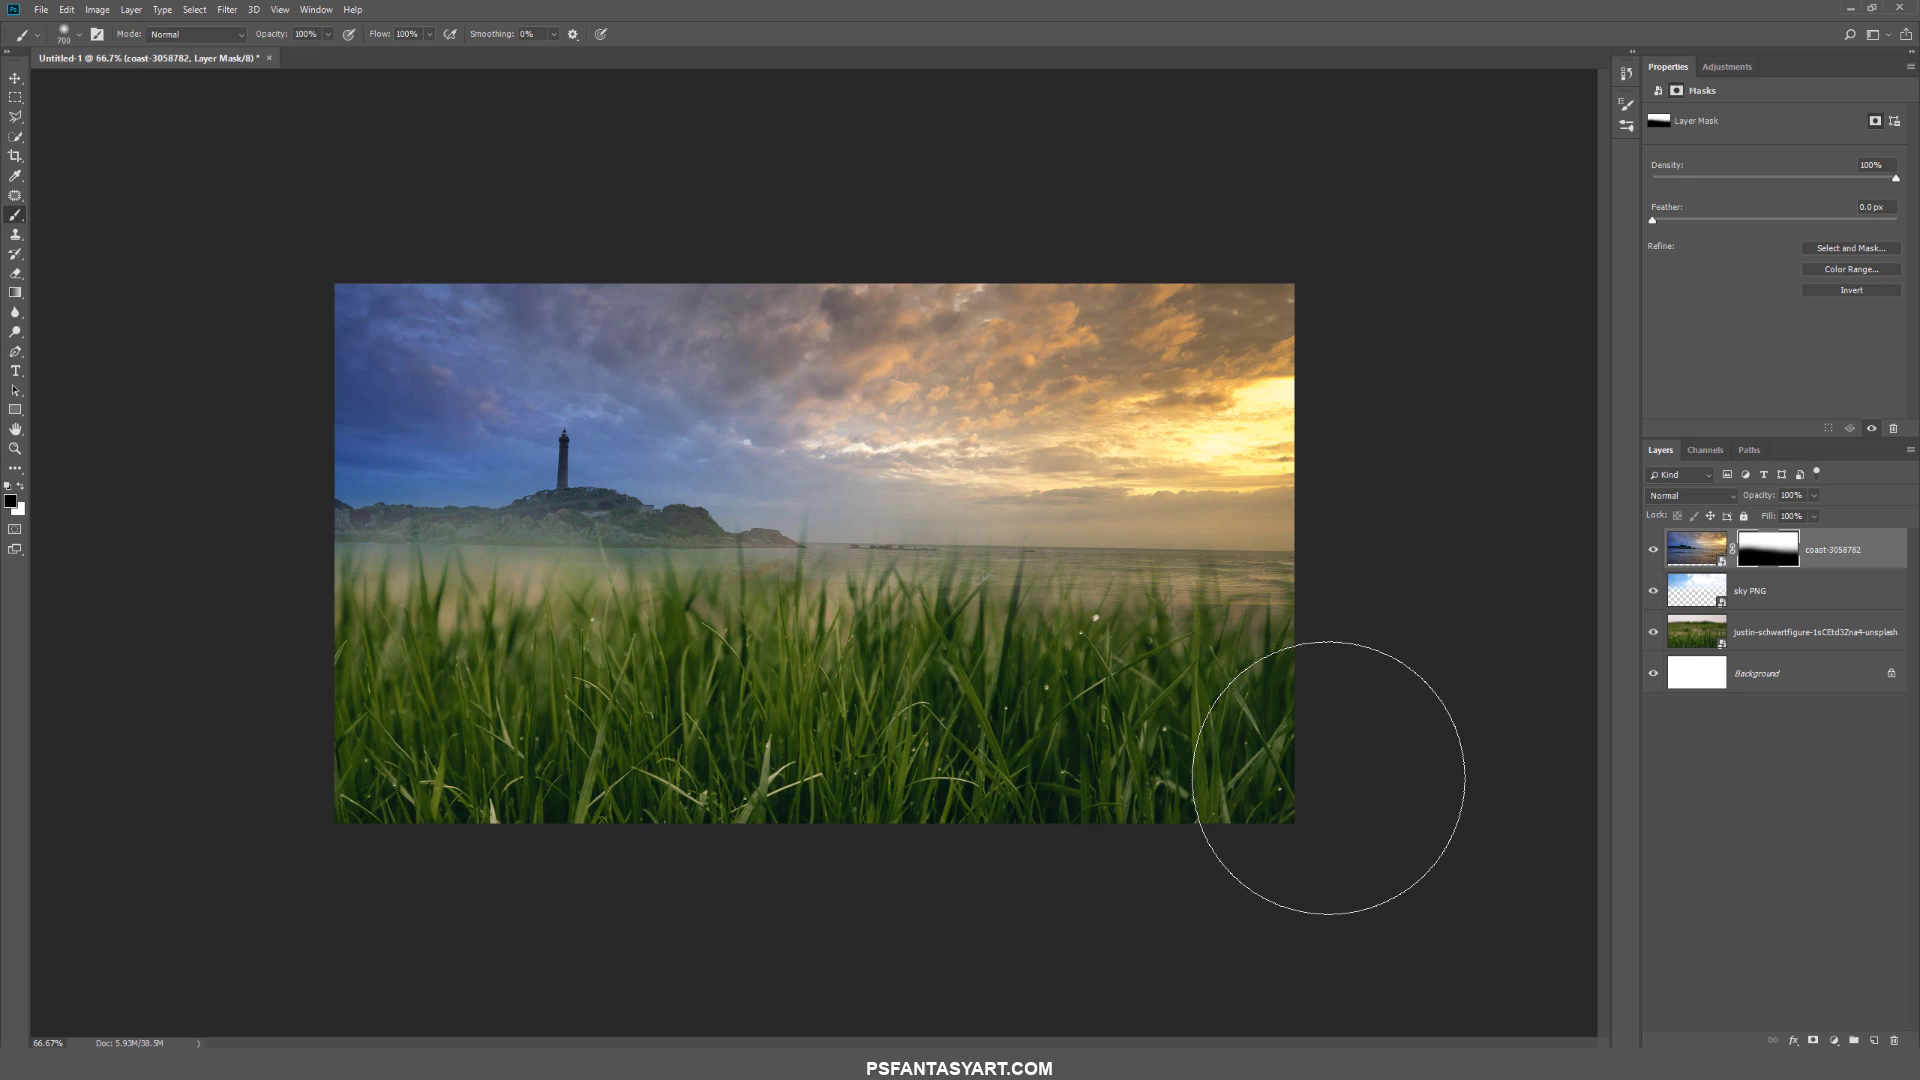 Ps File Edit Image Layer Type Select Filter 3D View Window Help
700 Mode: Normal Opacity: 100% Flow: 100% Smoothing: 0%
Untitled-1 @ 66.7% (coast-3058782, Layer Mask/8) * ×
Properties Adjustments
Masks
Layer Mask
Density: 100%
Feather: 0.0 px
Refine: Select and Mask...
Color Range...
Invert
Layers Channels Paths
Kind
Normal Opacity: 100%
Lock: Fill: 100%
coast-3058782
sky PNG
justin-schwartfigure-1sCEtd3Zna4-unsplash
Background
fx
66.67% Doc: 5.93M/38.5M
PSFANTASYART.COM